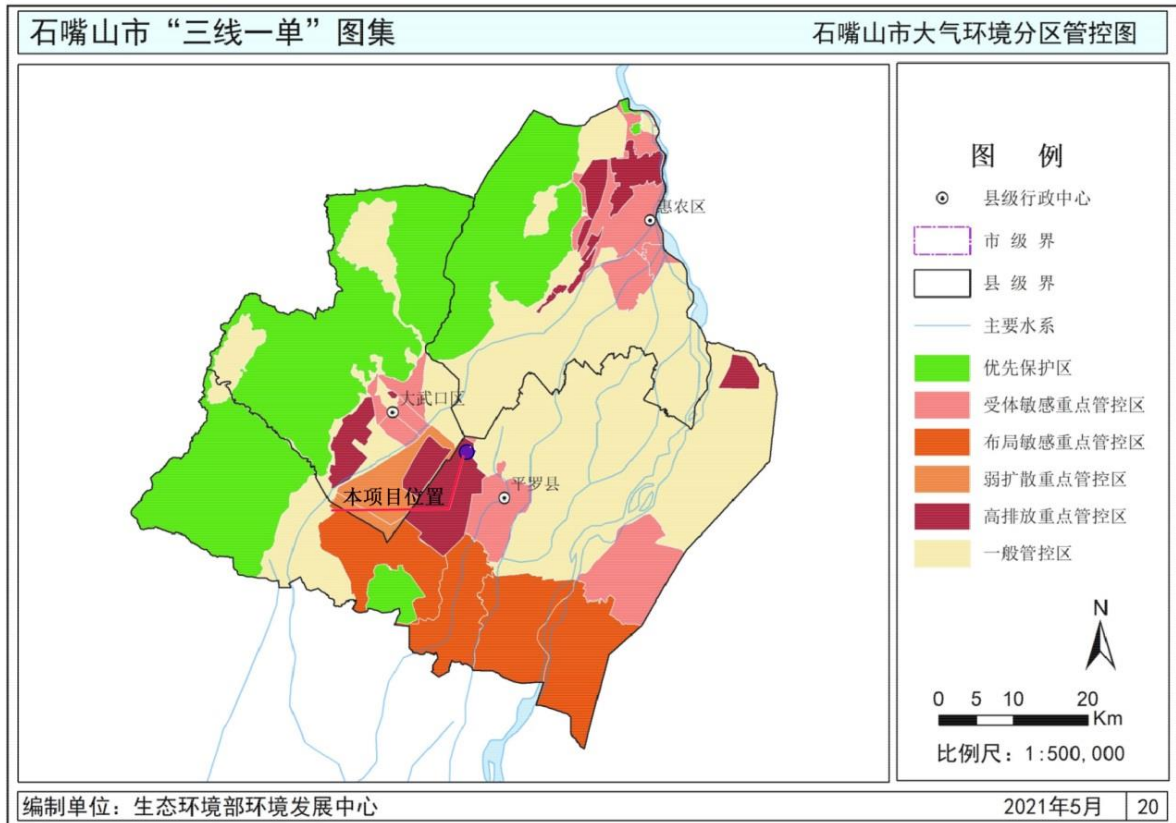 石嘴山市“三线一单”图集
石嘴山市大气环境分区管控图
惠农区
大武口区
平罗县
本项目位置
图 例
县级行政中心
市 级 界
县 级 界
主要水系
优先保护区
受体敏感重点管控区
布局敏感重点管控区
弱扩散重点管控区
高排放重点管控区
一般管控区
N
0 5 10 20
Km
比例尺：1:500,000
编制单位：生态环境部环境发展中心
2021年5月 20